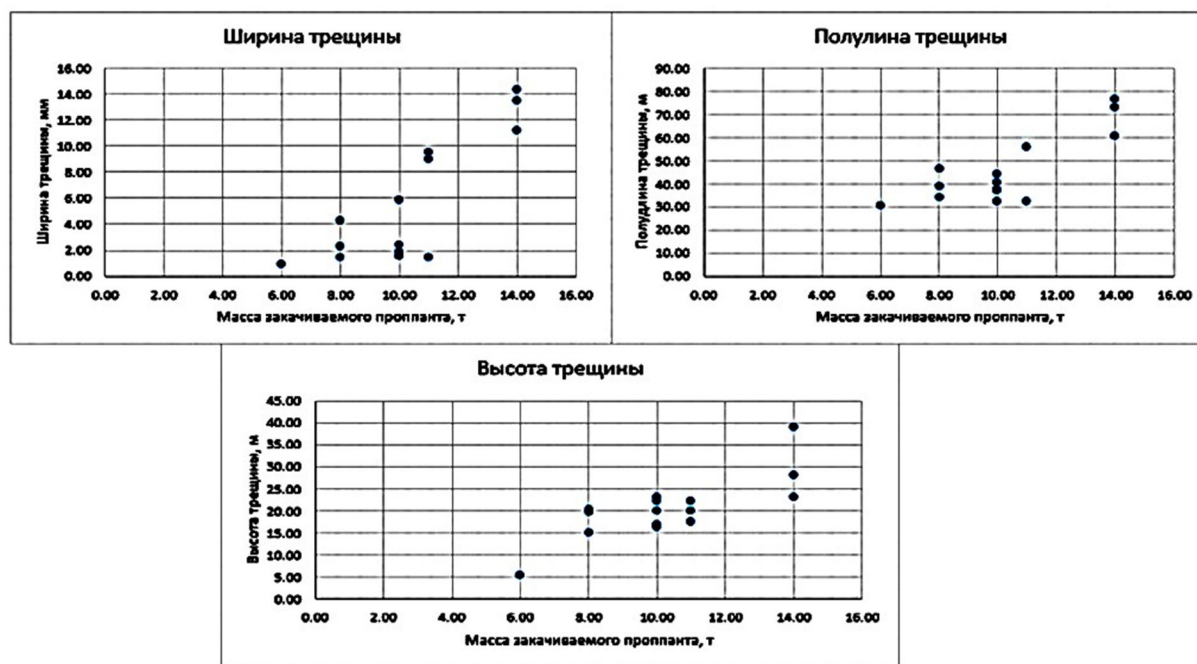 Ширина трещины
Ширина трещины, мм
16.00
14.00
12.00
10.00
8.00
6.00
4.00
2.00
0.00
0.00 2.00 4.00 6.00 8.00 10.00 12.00 14.00 16.00
Масса закачиваемого проппанта, т
Полулина трещины
Полудлина трещины, м
90.00
80.00
70.00
60.00
50.00
40.00
30.00
20.00
10.00
0.00
0.00 2.00 4.00 6.00 8.00 10.00 12.00 14.00 16.00
Масса закачиваемого проппанта, т
Высота трещины
Высота трещины, м
45.00
40.00
35.00
30.00
25.00
20.00
15.00
10.00
5.00
0.00
0.00 2.00 4.00 6.00 8.00 10.00 12.00 14.00 16.00
Масса закачиваемого проппанта, т